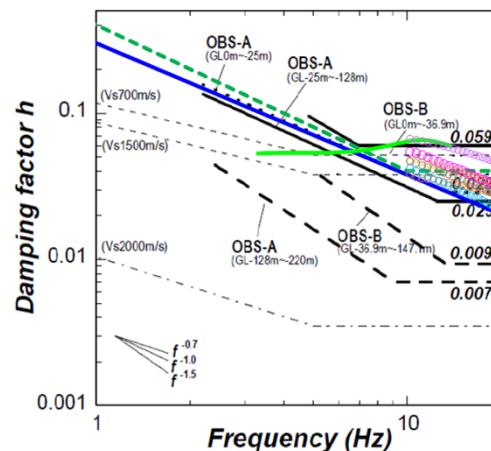 OBS-A
(GL0m~-25m)
OBS-A
(GL-25m~-128m)
(Vs700m/s)
OBS-B
(GL0m~-36.9m)
0.1
0.059
(Vs1500m/s)
0.025
Damping factor h
OBS-A
(GL-128m~-220m)
OBS-B
(GL-36.9m~-147.1m)
0.009
(Vs2000m/s)
0.01
0.007
f -0.7
f -1.0
f -1.5
0.001
1
10
Frequency (Hz)